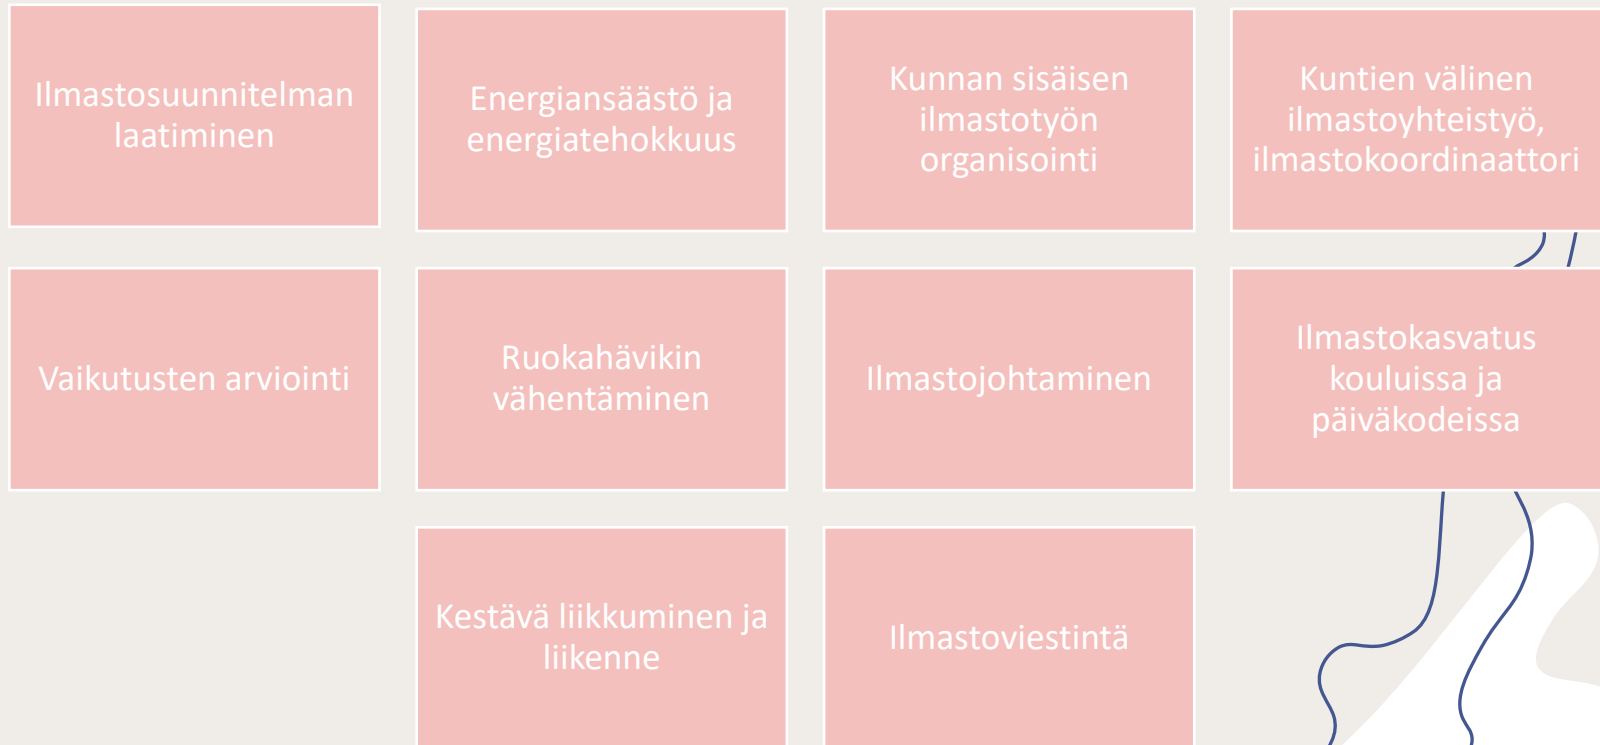 Ilmastosuunnitelman
laatiminen
Energiansäästö ja
energiatehokkuus
Kunnan sisäisen
ilmastotyön
organisointi
Kuntien välinen
ilmastoyhteistyö,
ilmastokoordinaattori
Vaikutusten arviointi
Ruokahävikin
vähentäminen
Ilmastojohtaminen
Ilmastokasvatus
kouluissa ja
päiväkodeissa
Kestävä liikkuminen ja
liikenne
Ilmastoviestintä